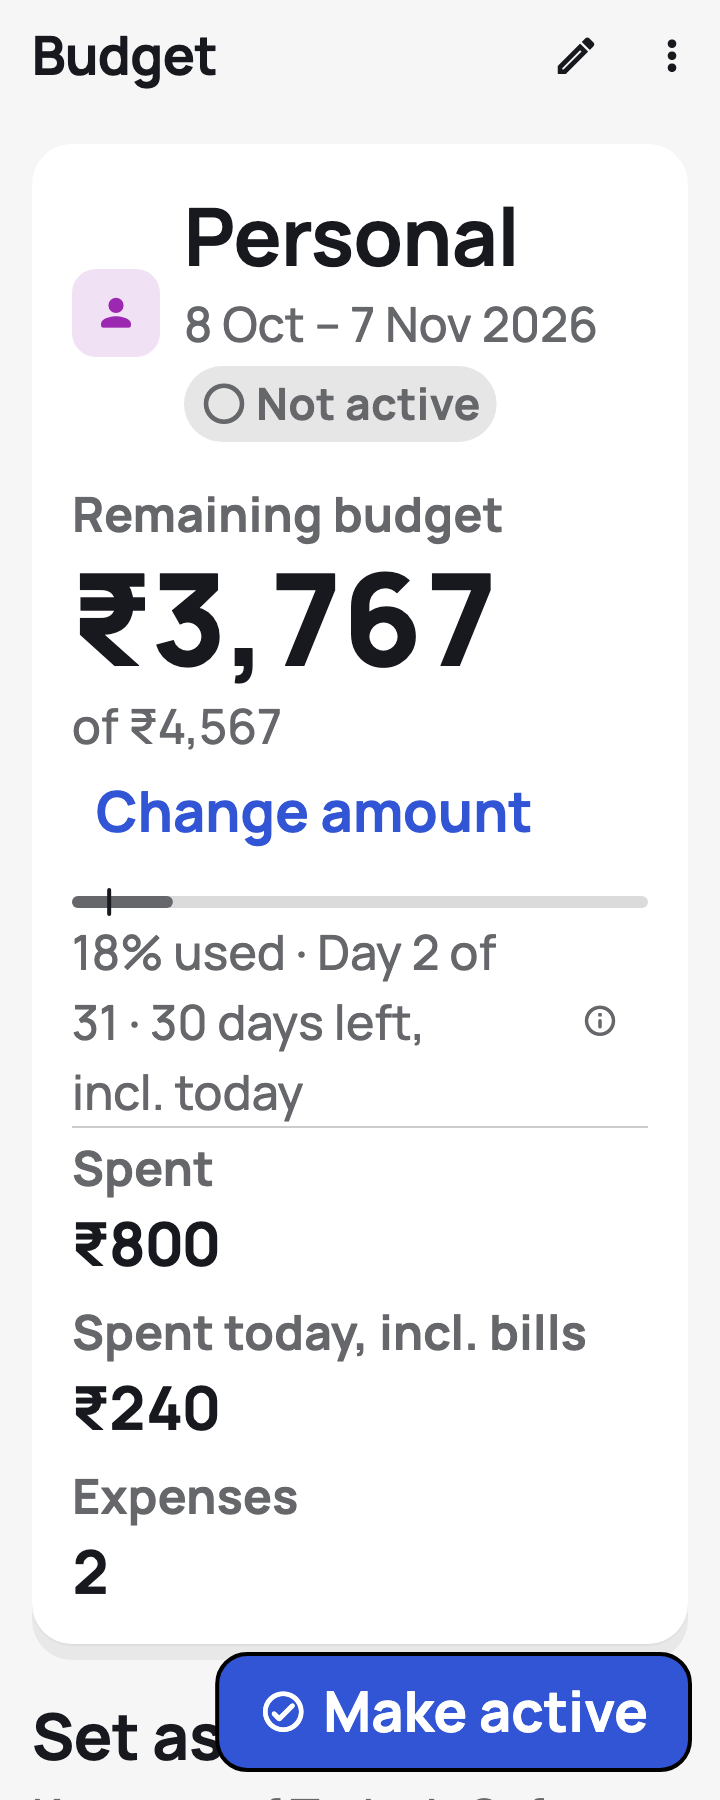 Budget
Personal
8 Oct – 7 Nov 2026
Not active
Remaining budget
₹3,767
of ₹4,567
Change amount
18% used · Day 2 of
31 · 30 days left,
incl. today
Spent
₹800
Spent today, incl. bills
₹240
Expenses
2
Set as
Make active